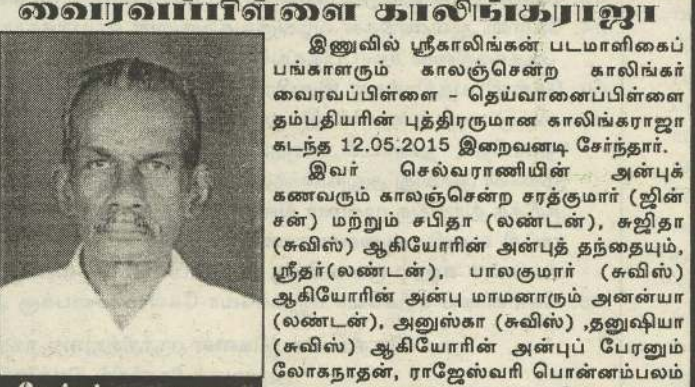 வைரவப்பிள்ளை காலிங்கராஜா
இணுவில் ஸ்ரீகாலிங்கன் படமாளிகைப்
பங்காளரும் காலஞ்சென்ற காலிங்கர்
வைரவப்பிள்ளை - தெய்வானைப்பிள்ளை
தம்பதியரின் புத்திரருமான காலிங்கராஜா
கடந்த 12.05.2015 இறைவனடி சேர்ந்தார்.
இவர் செல்வராணியின் அன்புக்
கணவரும் காலஞ்சென்ற சரத்குமார் (ஜின்
சன்) மற்றும் சபிதா (லண்டன்), சுஜிதா
(சுவிஸ்) ஆகியோரின் அன்புத் தந்தையும்,
ஸ்ரீதர்(லண்டன்), பாலகுமார் (சுவிஸ்)
ஆகியோரின் அன்பு மாமனாரும் அனன்யா
(லண்டன்), அனுஸ்கா (சுவிஸ்) ,தனுஷியா
(சுவிஸ்) ஆகியோரின் அன்புப் பேரனும்
லோகநாதன், ராஜேஸ்வரி பொன்னம்பலம்